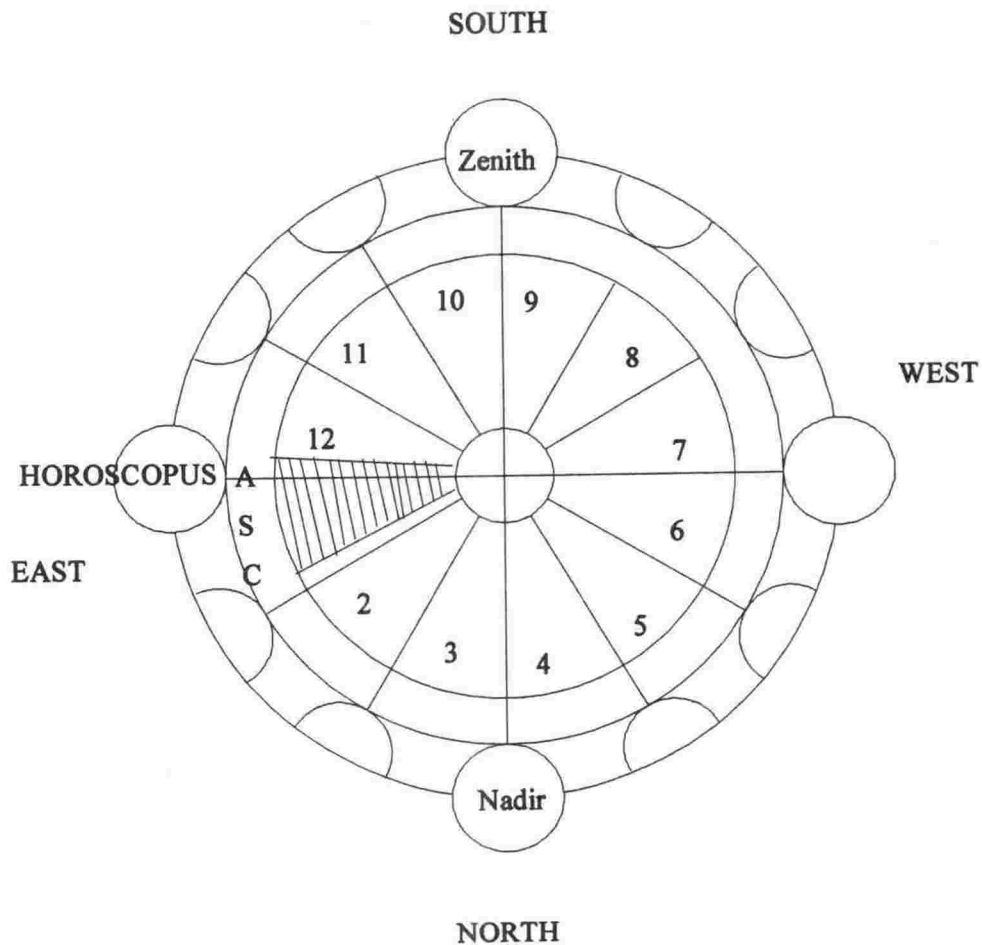 SOUTH
Zenith
10 9
11 8
WEST
12 7
HOROSCOPUS A
S
6
EAST C
2 5
3 4
Nadir
NORTH